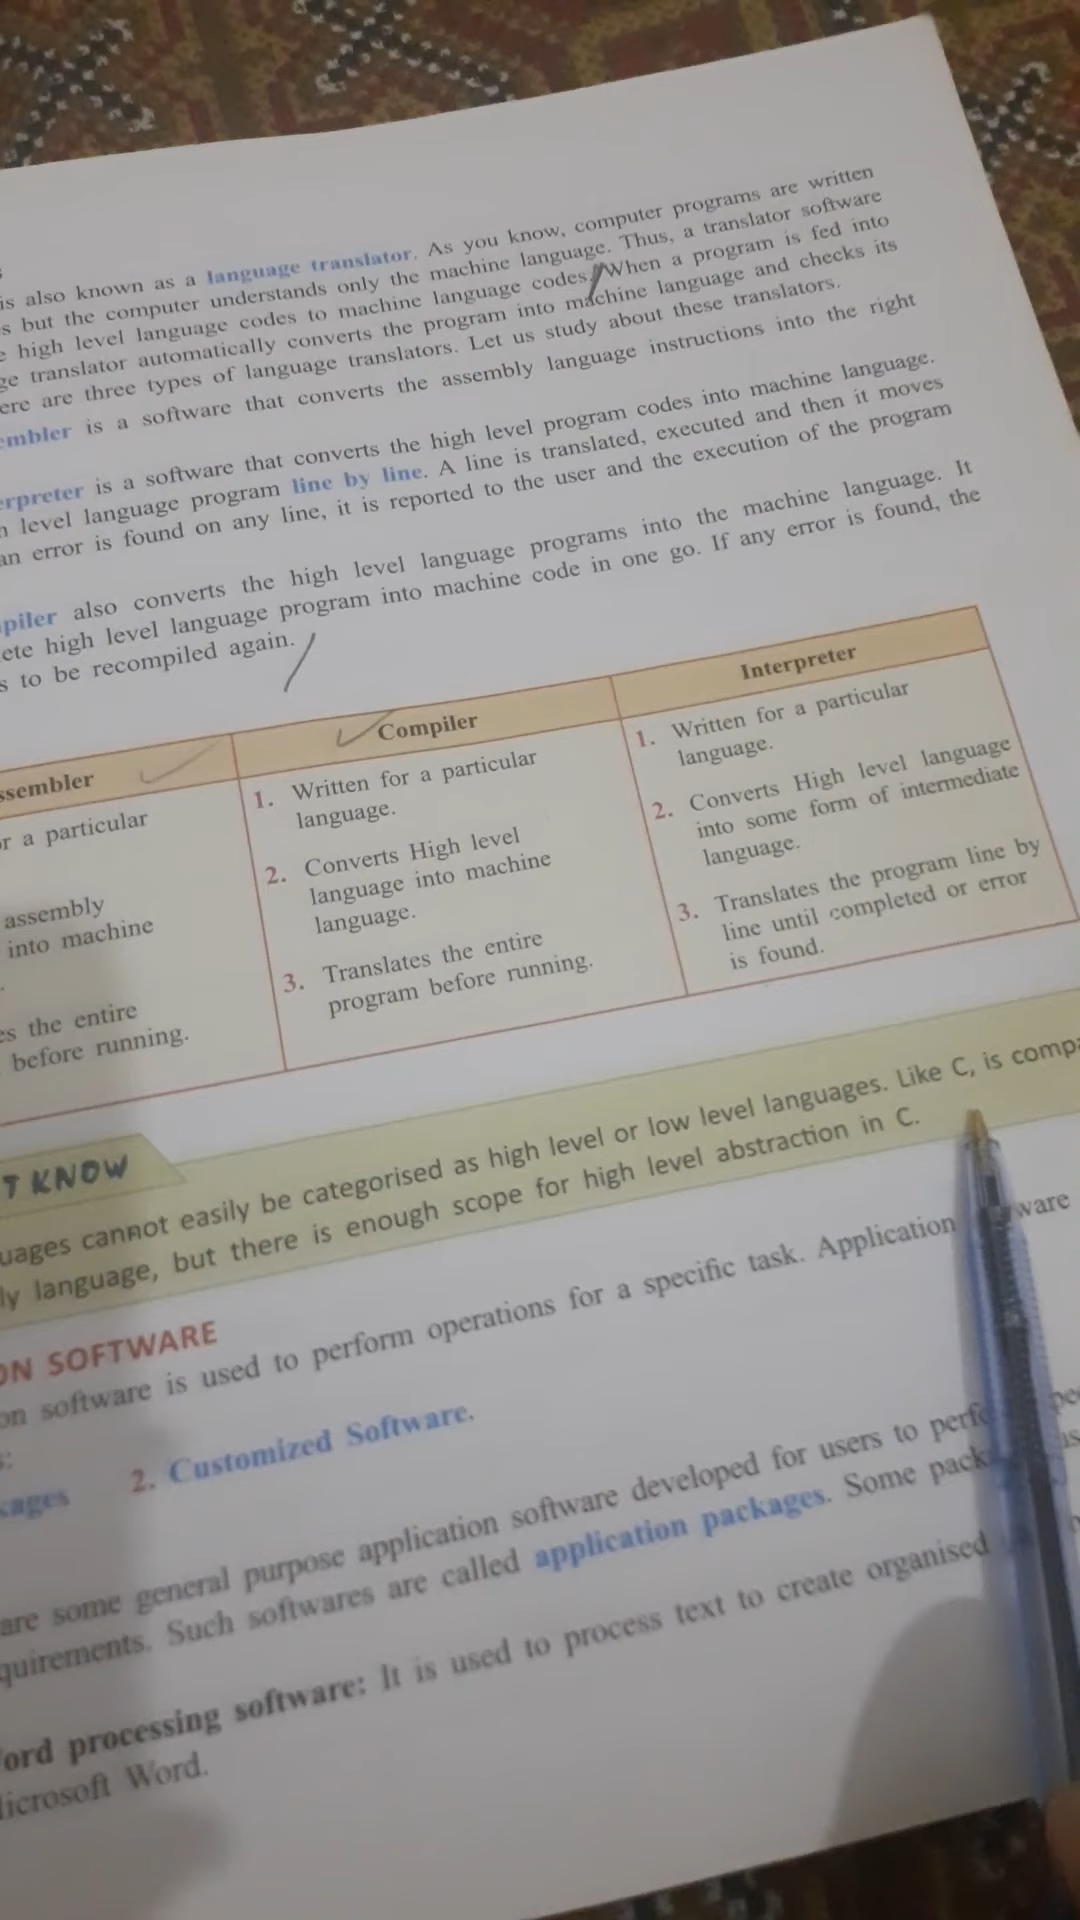 is also known as a language translator. As you know, computer programs are written
s but the computer understands only the machine language. Thus, a translator software
e high level language codes to machine language codes. When a program is fed into
ge translator automatically converts the program into machine language and checks its
ere are three types of language translators. Let us study about these translators.
embler is a software that converts the assembly language instructions into the right
erpreter is a software that converts the high level program codes into machine language.
h level language program line by line. A line is translated, executed and then it moves
an error is found on any line, it is reported to the user and the execution of the program
piler also converts the high level language programs into the machine language. It
ete high level language program into machine code in one go. If any error is found, the
s to be recompiled again.
ssembler
or a particular
assembly
into machine
.
es the entire
before running.
Compiler
1. Written for a particular
language.
2. Converts High level
language into machine
language.
3. Translates the entire
program before running.
Interpreter
1. Written for a particular
language.
2. Converts High level language
into some form of intermediate
language.
3. Translates the program line by
line until completed or error
is found.
T KNOW
uages cannot easily be categorised as high level or low level languages. Like C, is compa
ly language, but there is enough scope for high level abstraction in C.
ON SOFTWARE
on software is used to perform operations for a specific task. Application ware
s:
kages 2. Customized Software.
are some general purpose application software developed for users to perfo
quirements. Such softwares are called application packages. Some pack
ord processing software: It is used to process text to create organised
icrosoft Word.